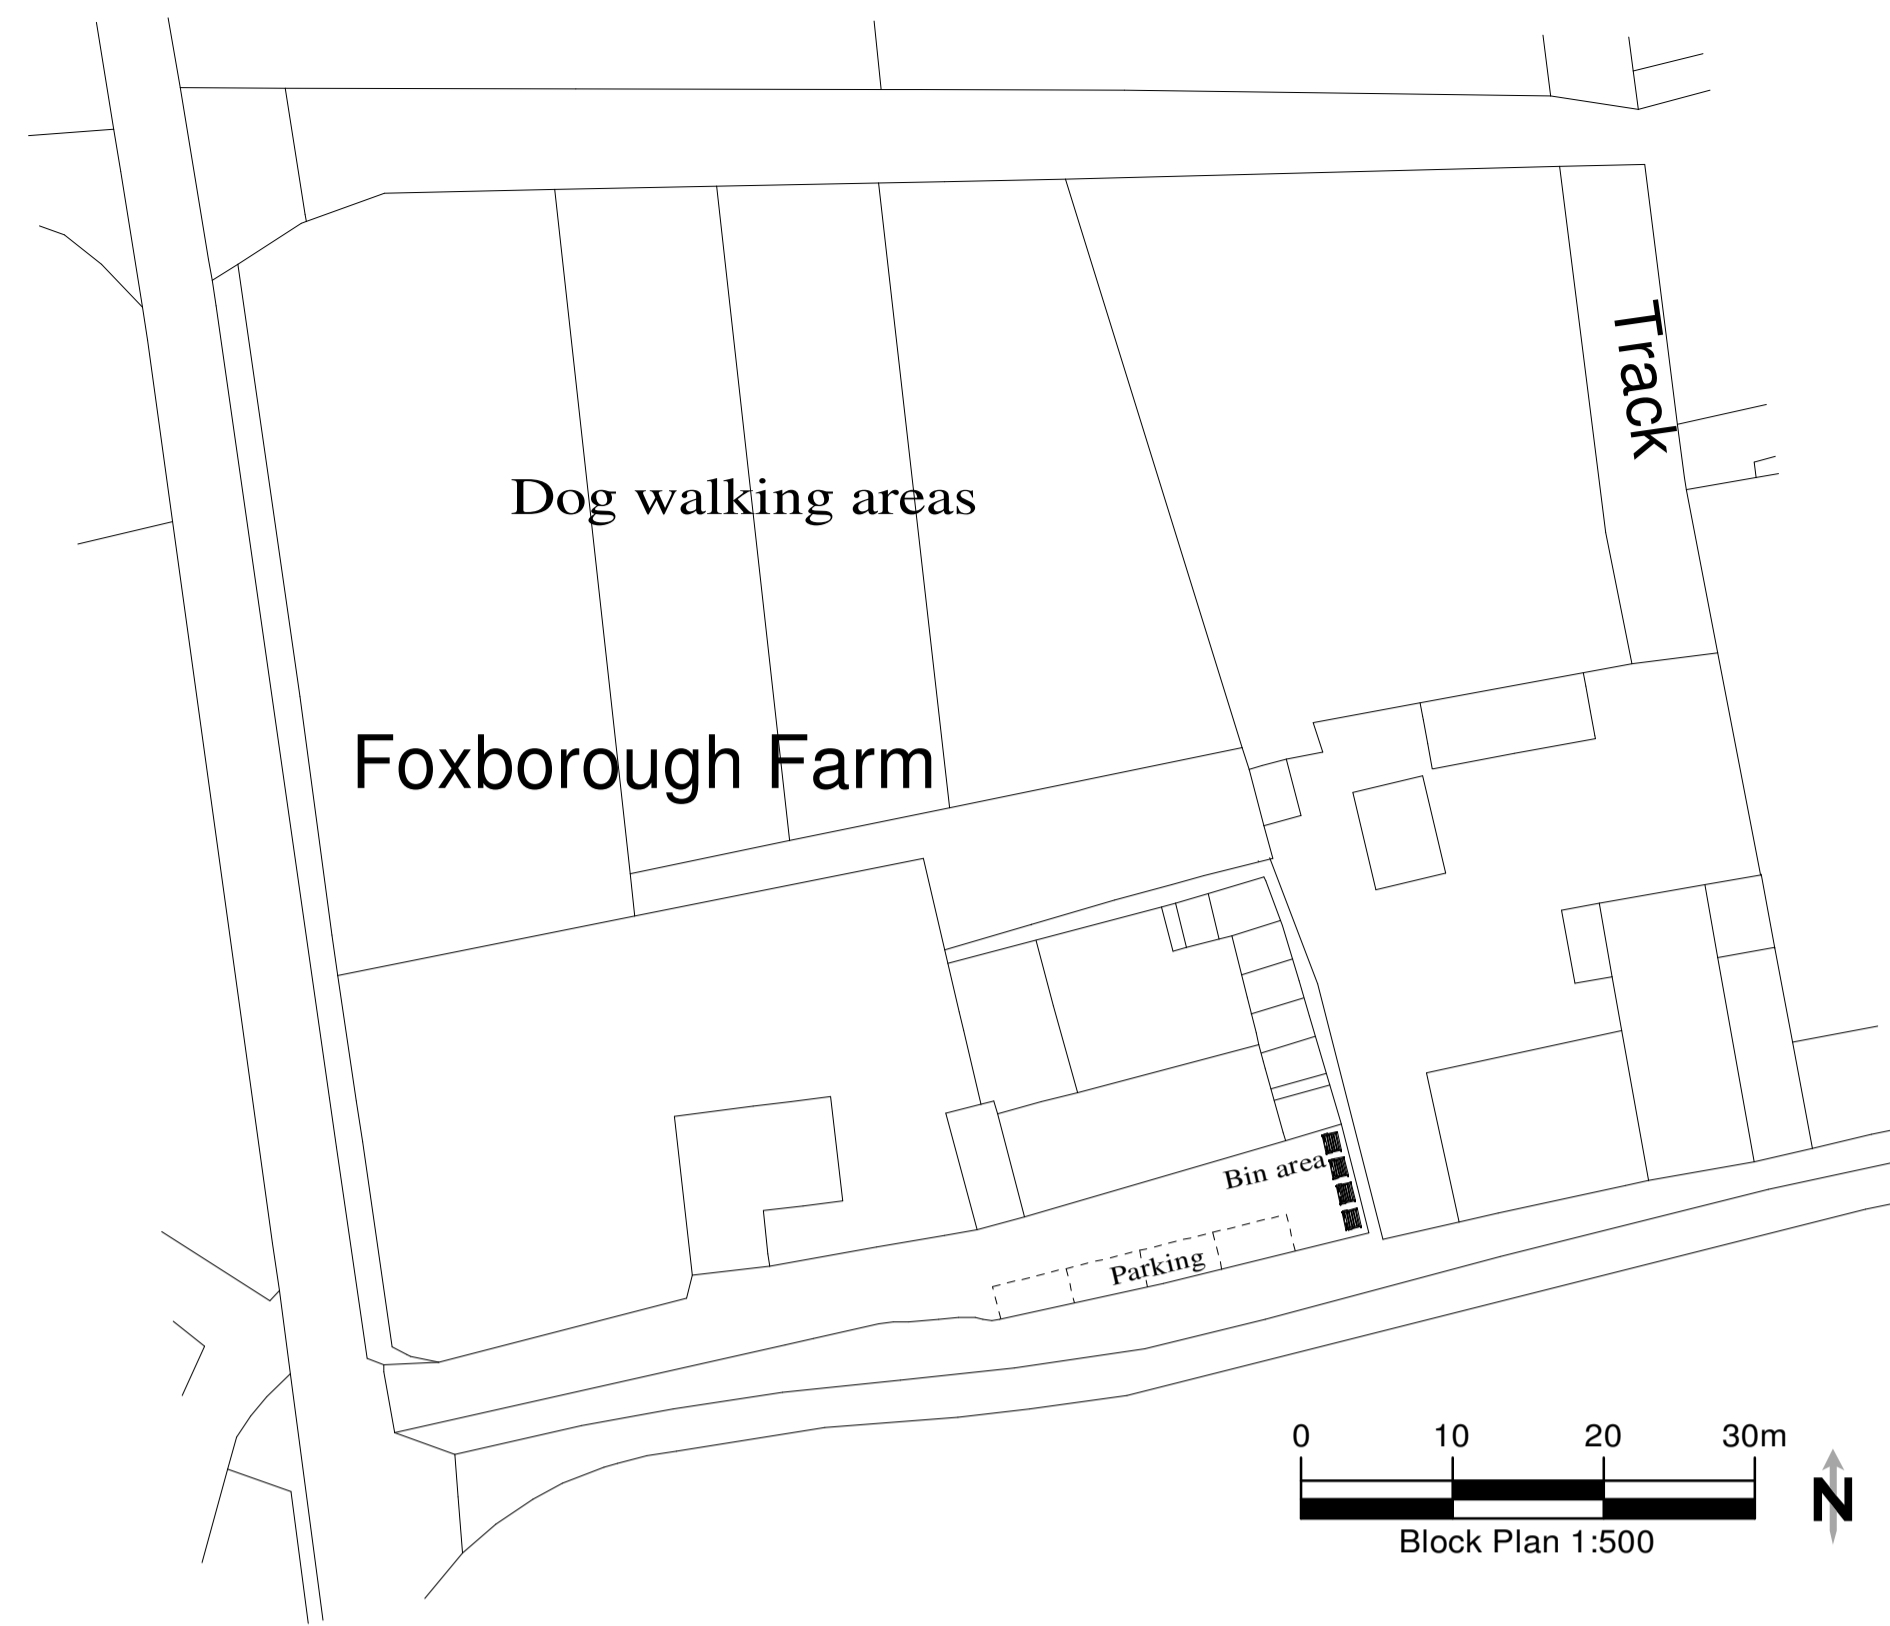 Track
Dog walking areas
Foxborough Farm
Bin area
Parking
0 10 20 30m
N
Block Plan 1:500